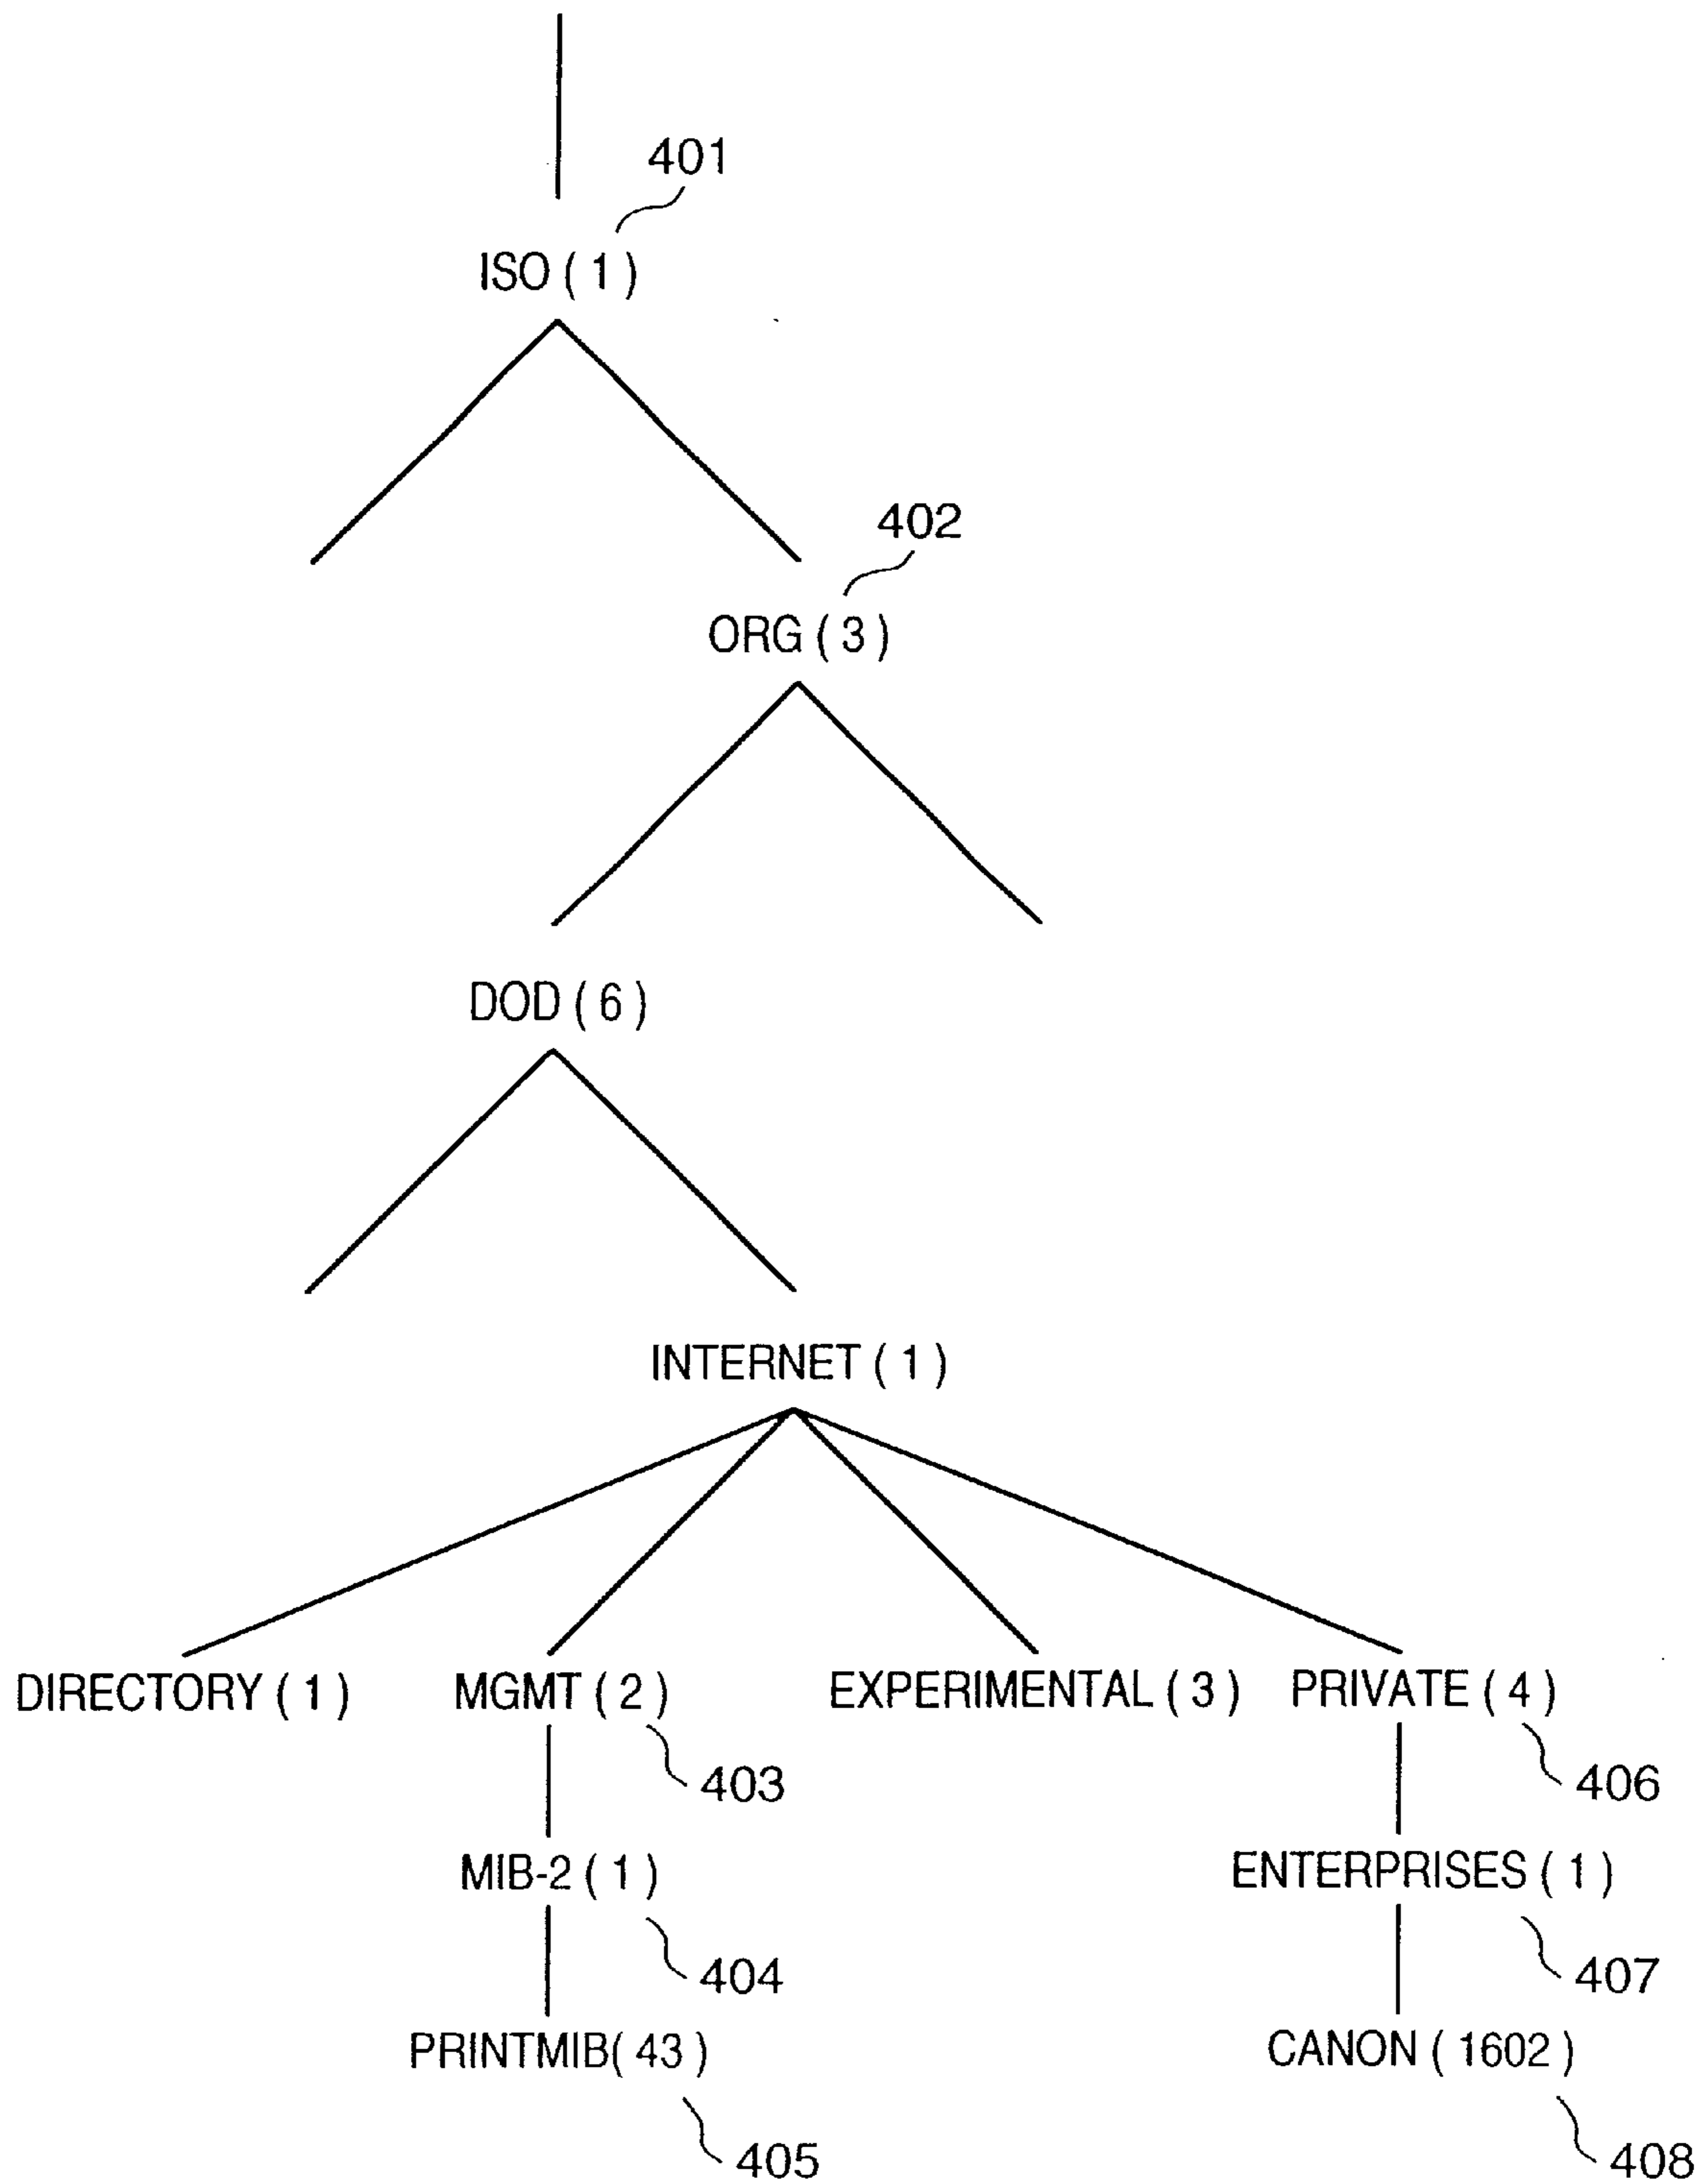 401
ISO ( 1 )
402
ORG ( 3 )
DOD ( 6 )
INTERNET ( 1 )
DIRECTORY ( 1 ) MGMT ( 2 ) EXPERIMENTAL ( 3 ) PRIVATE ( 4 )
403 406
MIB-2 ( 1 ) ENTERPRISES ( 1 )
404 407
PRINTMIB( 43 ) CANON ( 1602 )
405 408